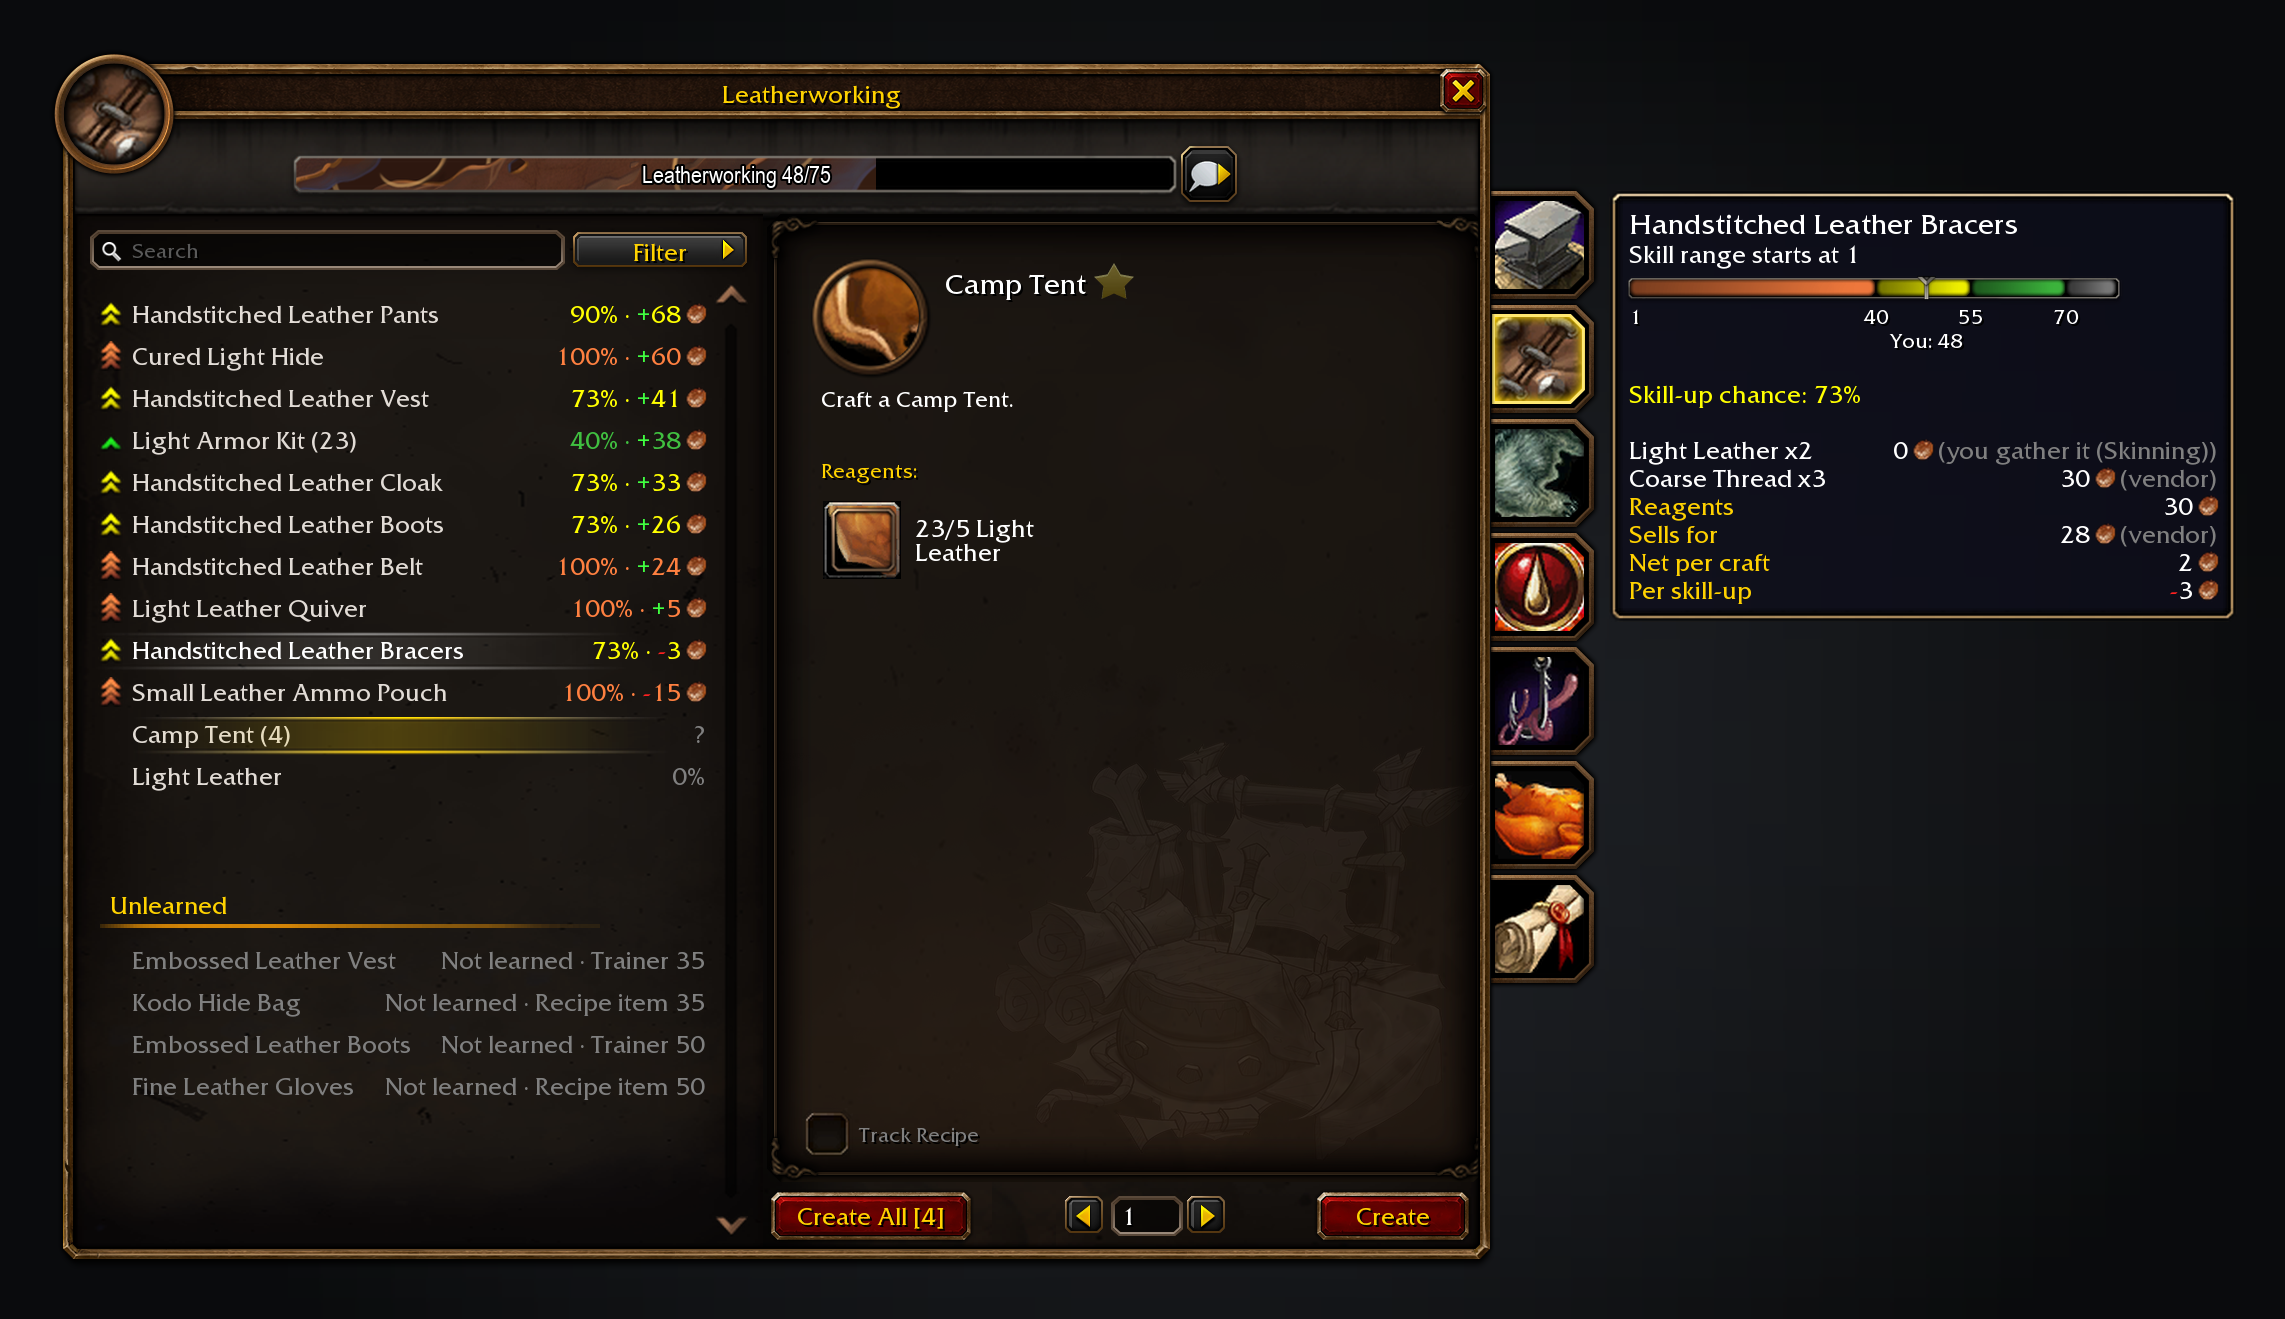 Leatherworking
Leatherworking 48/75
Search
Filter
Handstitched Leather Pants 90% · +68
Cured Light Hide 100% · +60
Handstitched Leather Vest 73% · +41
Light Armor Kit (23) 40% · +38
Handstitched Leather Cloak 73% · +33
Handstitched Leather Boots 73% · +26
Handstitched Leather Belt 100% · +24
Light Leather Quiver 100% · +5
Handstitched Leather Bracers 73% · -3
Small Leather Ammo Pouch 100% · -15
Camp Tent (4) ?
Light Leather 0%
Unlearned
Embossed Leather Vest Not learned · Trainer 35
Kodo Hide Bag Not learned · Recipe item 35
Embossed Leather Boots Not learned · Trainer 50
Fine Leather Gloves Not learned · Recipe item 50
Camp Tent
Craft a Camp Tent.
Reagents:
23/5 Light
Leather
Track Recipe
Create All [4]
1
Create
Handstitched Leather Bracers
Skill range starts at 1
1 40 55 70
You: 48
Skill-up chance: 73%
Light Leather x2 0 (you gather it (Skinning))
Coarse Thread x3 30 (vendor)
Reagents 30
Sells for 28 (vendor)
Net per craft 2
Per skill-up -3